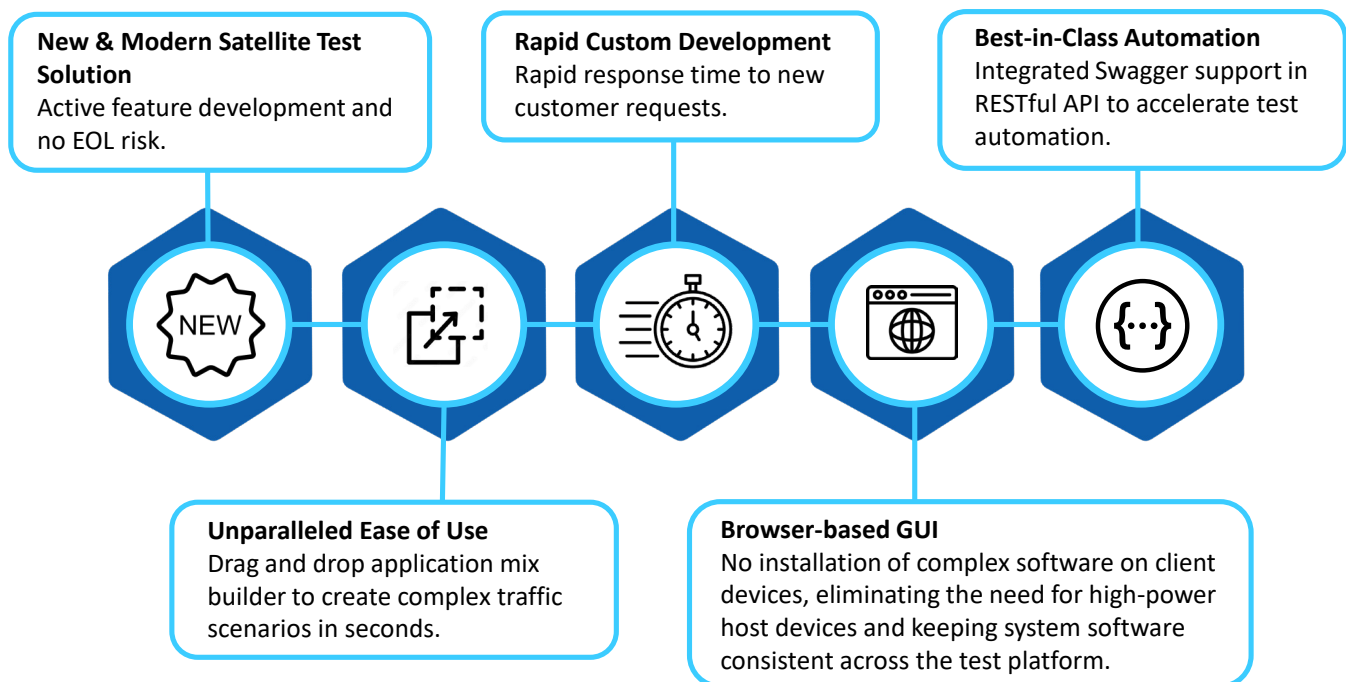 New & Modern Satellite Test
Solution
Active feature development and
no EOL risk.
Rapid Custom Development
Rapid response time to new
customer requests.
Best-in-Class Automation
Integrated Swagger support in
RESTful API to accelerate test
automation.
NEW
{···}
Unparalleled Ease of Use
Drag and drop application mix
builder to create complex traffic
scenarios in seconds.
Browser-based GUI
No installation of complex software on client
devices, eliminating the need for high-power
host devices and keeping system software
consistent across the test platform.